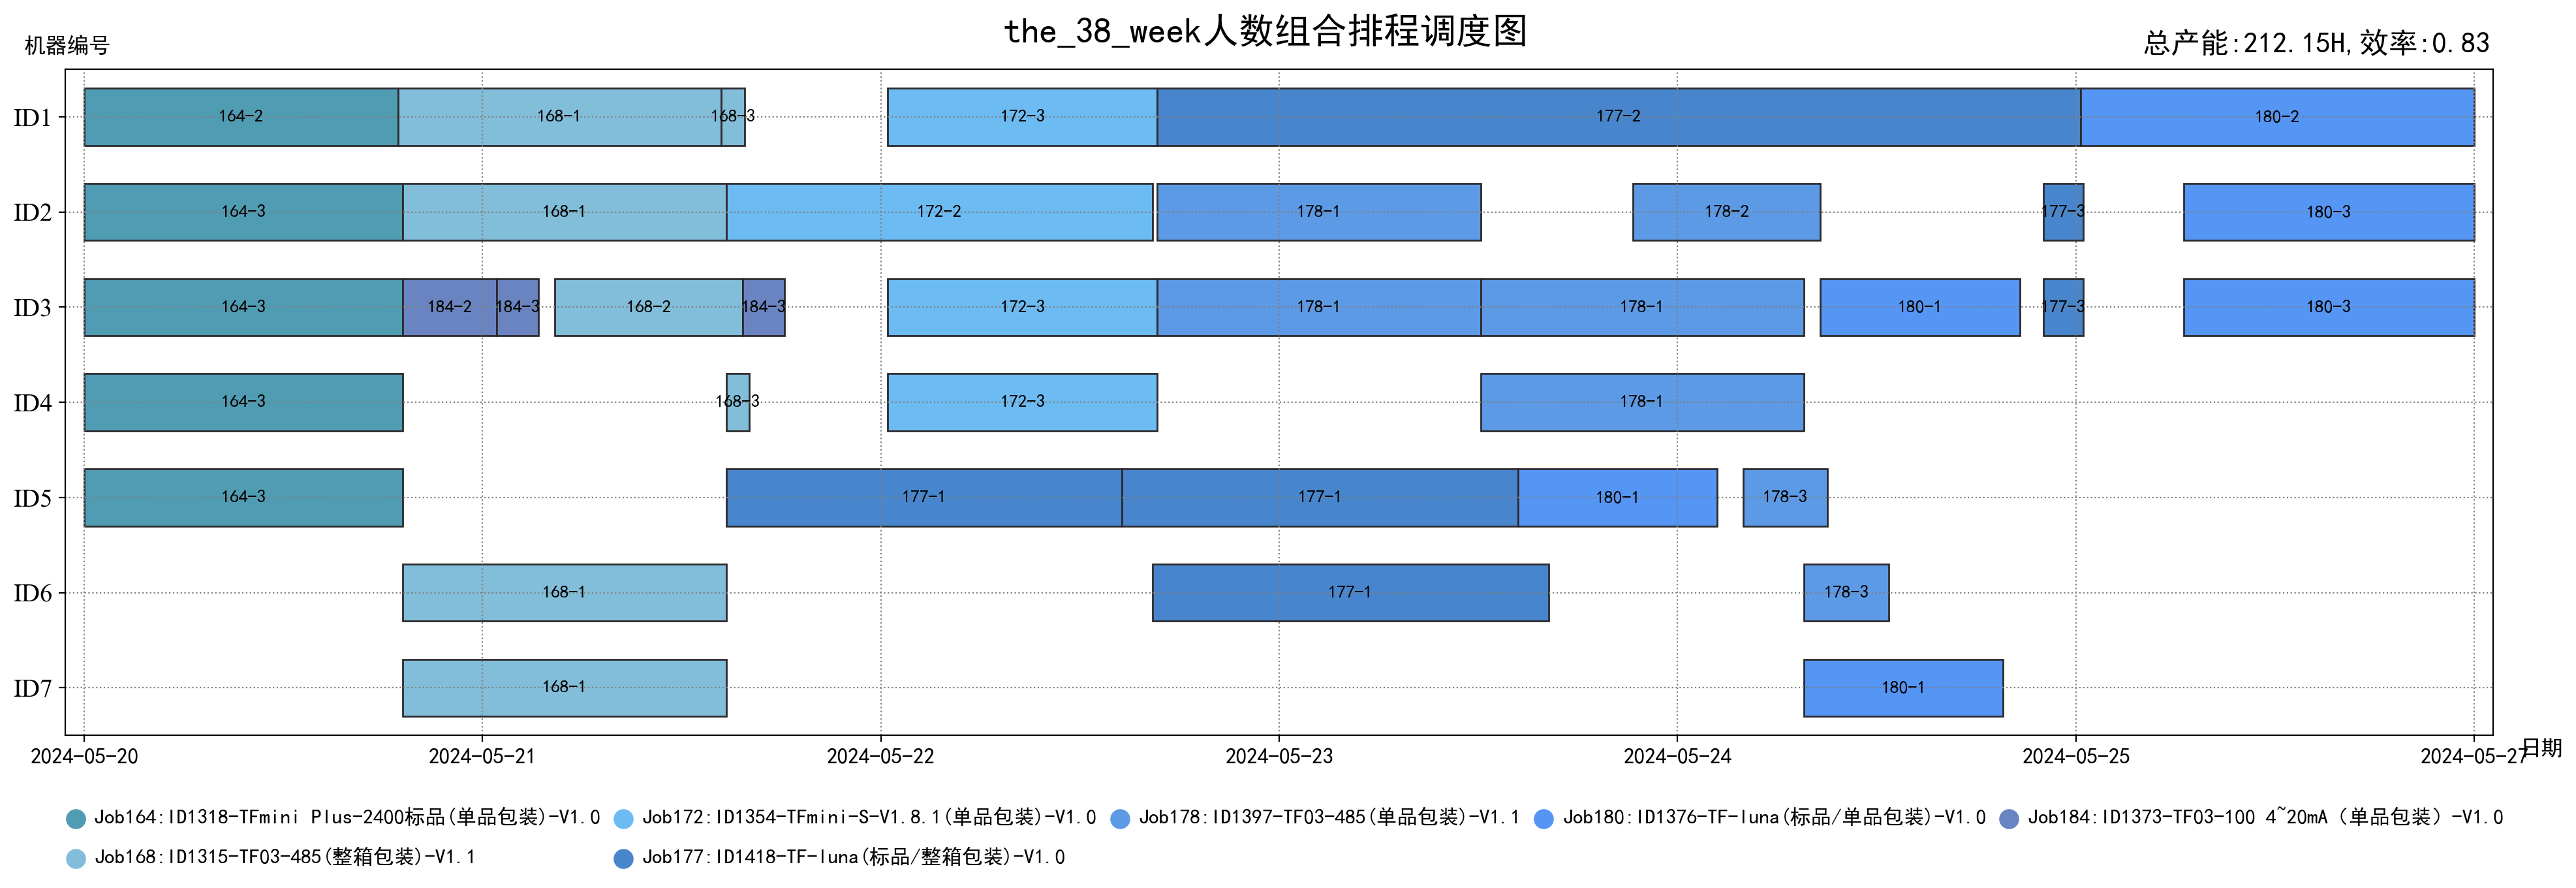 the_38_week人数组合排程调度图
机器编号
总产能:212.15H,效率:0.83
ID1 164-2 168-1 168-3 172-3 177-2 180-2
ID2 164-3 168-1 172-2 178-1 178-2 177-3 180-3
ID3 164-3 184-2 184-3 168-2 184-3 172-3 178-1 178-1 180-1 177-3 180-3
ID4 164-3 168-3 172-3 178-1
ID5 164-3 177-1 177-1 180-1 178-3
ID6 168-1 177-1 178-3
ID7 168-1 180-1
2024-05-20 2024-05-21 2024-05-22 2024-05-23 2024-05-24 2024-05-25 2024-05-27
日期
Job164:ID1318-TFmini Plus-2400标品(单品包装)-V1.0 Job172:ID1354-TFmini-S-V1.8.1(单品包装)-V1.0 Job178:ID1397-TF03-485(单品包装)-V1.1 Job180:ID1376-TF-luna(标品/单品包装)-V1.0 Job184:ID1373-TF03-100 4~20mA（单品包装）-V1.0
Job168:ID1315-TF03-485(整箱包装)-V1.1 Job177:ID1418-TF-luna(标品/整箱包装)-V1.0